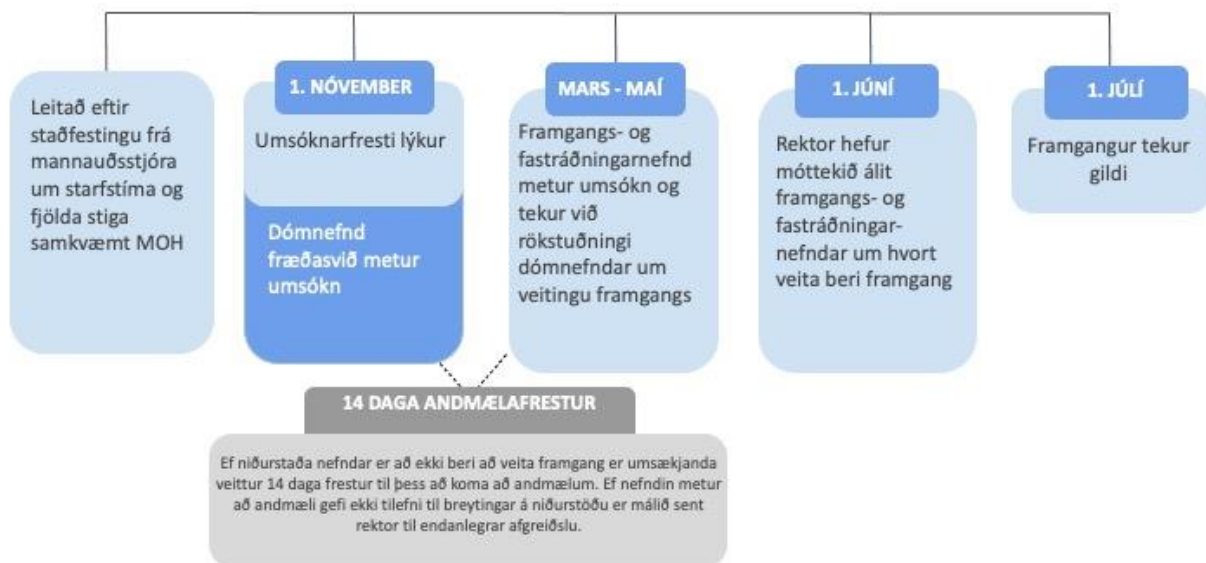 Leitað eftir
staðfestingu frá
mannauðsstjóra
um starfstíma og
fjölda stiga
samkvæmt MOH
1. NÓVEMBER
Umsóknarfresti lýkur
Dómnefnd
fræðasvið metur
umsókn
MARS - MAÍ
Framgangs- og
fastráðningarnefnd
metur umsókn og
tekur við
rökstuðningi
dómnefndar um
veitingu framgangs
1. JÚNÍ
Rektor hefur
móttekið álit
framgangs- og
fastráðningar-
nefndar um hvort
veita beri framgang
1. JÚLÍ
Framgangur tekur
gildi
14 DAGA ANDMÆLAFRESTUR
Ef niðurstaða nefndar er að ekki beri að veita framgang er umsækjanda
veittur 14 daga frestur til þess að koma að andmælum. Ef nefndin metur
að andmæli gefi ekki tilefni til breytingar á niðurstöðu er málið sent
rektor til endanlegrar afgreiðslu.